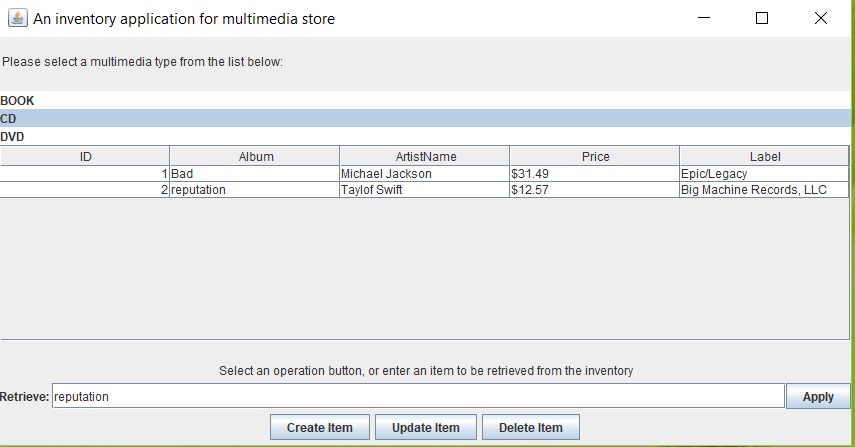 An inventory application for multimedia store
Please select a multimedia type from the list below:
BOOK
CD
DVD
ID Album ArtistName Price Label
1 Bad Michael Jackson $31.49 Epic/Legacy
2 reputation Taylof Swift $12.57 Big Machine Records, LLC
Select an operation button, or enter an item to be retrieved from the inventory
Retrieve: reputation Apply
Create Item Update Item Delete Item